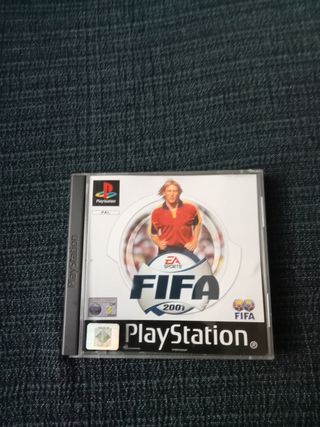 PlayStation
PAL
EA
SPORTS
FIFA
2001
FIFA
PlayStation®
PlayStation